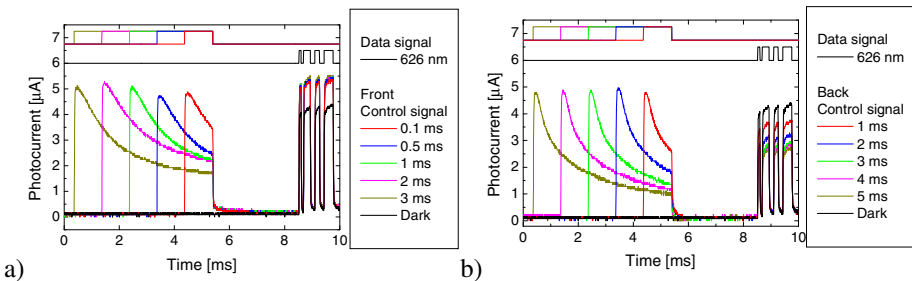 7
6
5
4
3
2
1
0
Photocurrent [µA]
0 2 4 6 8 10
Time [ms]
Data signal
626 nm
Front
Control signal
0.1 ms
0.5 ms
1 ms
2 ms
3 ms
Dark
a)
7
6
5
4
3
2
1
0
Photocurrent [µA]
0 2 4 6 8 10
Time [ms]
Data signal
626 nm
Back
Control signal
1 ms
2 ms
3 ms
4 ms
5 ms
Dark
b)